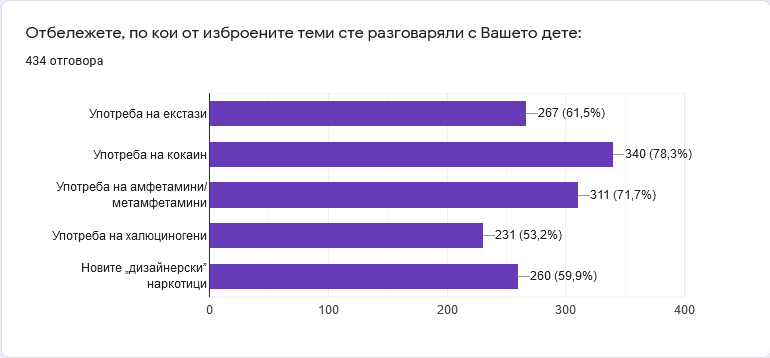 Отбележете, по кои от изброените теми сте разговаряли с Вашето дете:
434 отговора
Употреба на екстази
267 (61,5%)
Употреба на кокаин
340 (78,3%)
Употреба на амфетамини/
метамфетамини
311 (71,7%)
Употреба на халюциногени
231 (53,2%)
Новите „дизайнерски”
наркотици
260 (59,9%)
0 100 200 300 400